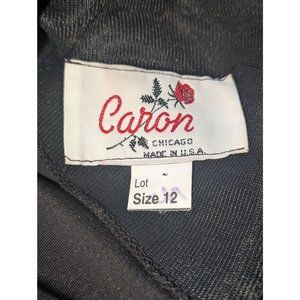 Caron
CHICAGO
MADE IN U.S.A.
Lot
Size 12